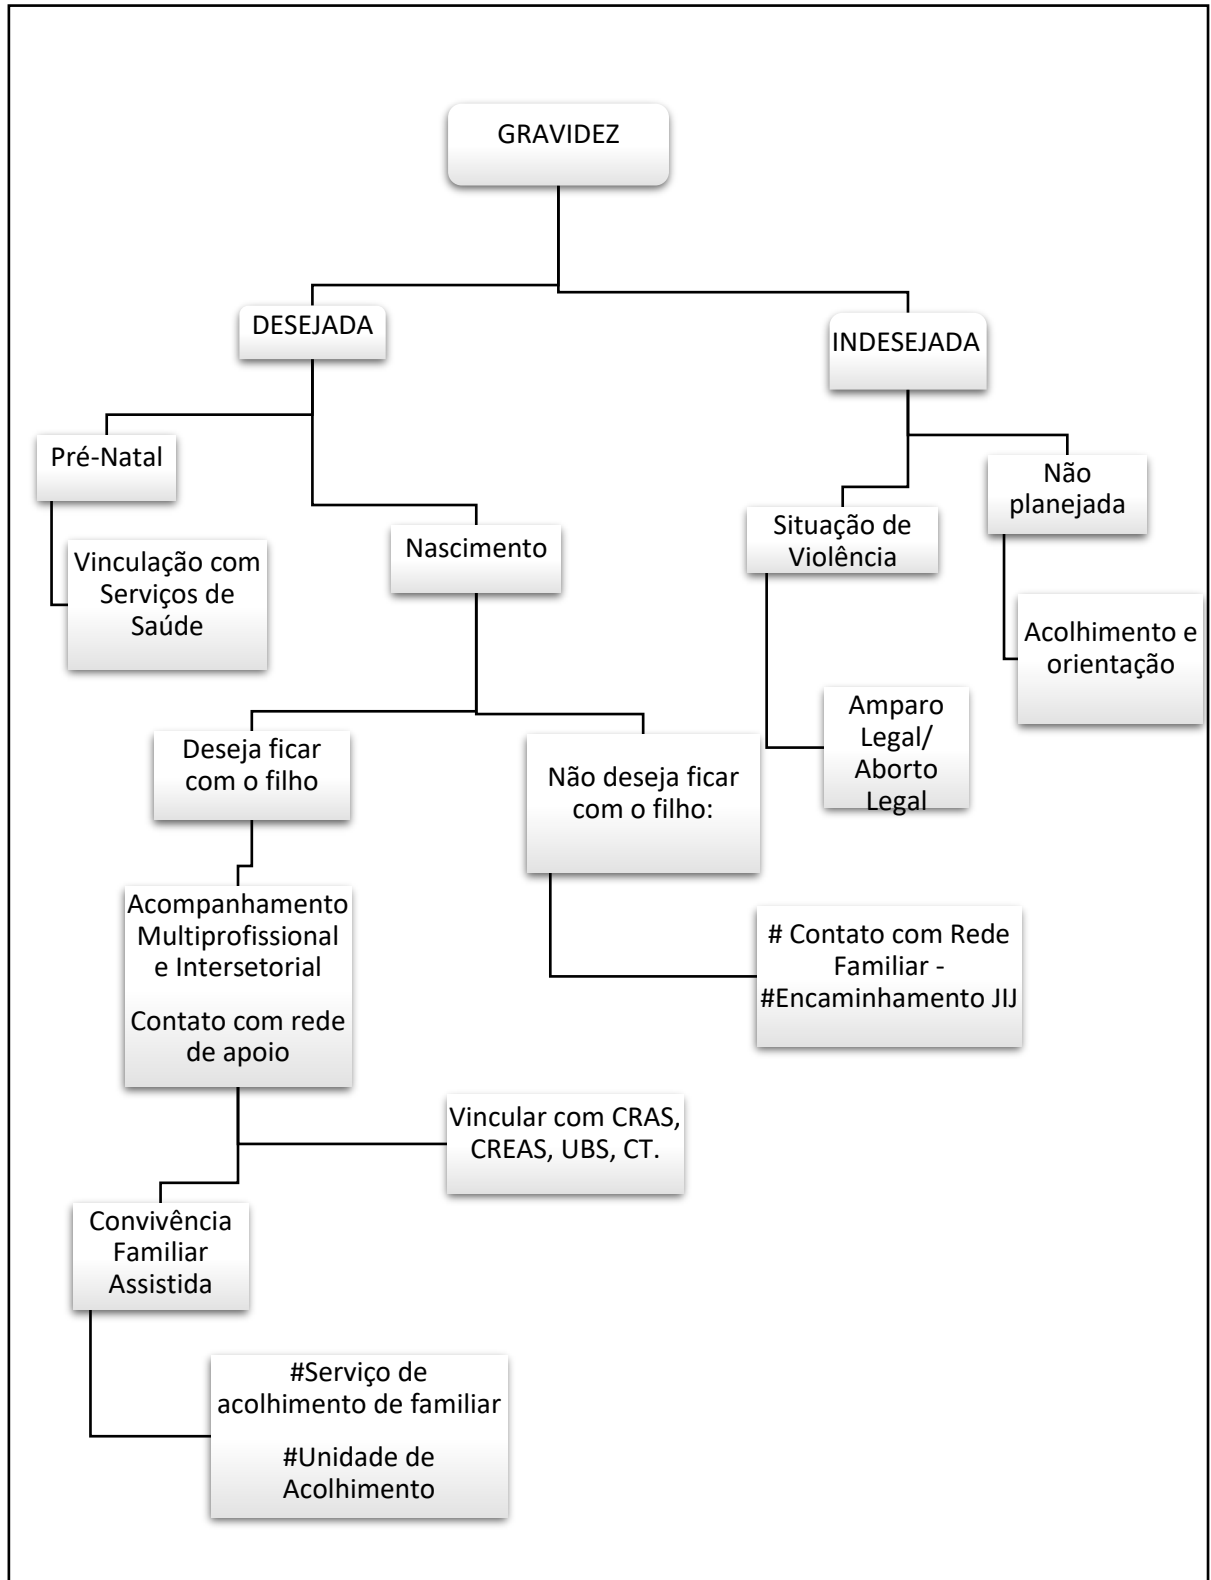 GRAVIDEZ
DESEJADA
INDESEJADA
Pré-Natal
Não
planejada
Situação de
Violência
Nascimento
Vinculação com
Serviços de
Saúde
Acolhimento e
orientação
Amparo
Legal/
Aborto
Legal
Deseja ficar
com o filho
Não deseja ficar
com o filho:
Acompanhamento
Multiprofissional
e Intersetorial
Contato com rede
de apoio
# Contato com Rede
Familiar -
#Encaminhamento JIJ
Vincular com CRAS,
CREAS, UBS, CT.
Convivência
Familiar
Assistida
#Serviço de
acolhimento de familiar
#Unidade de
Acolhimento